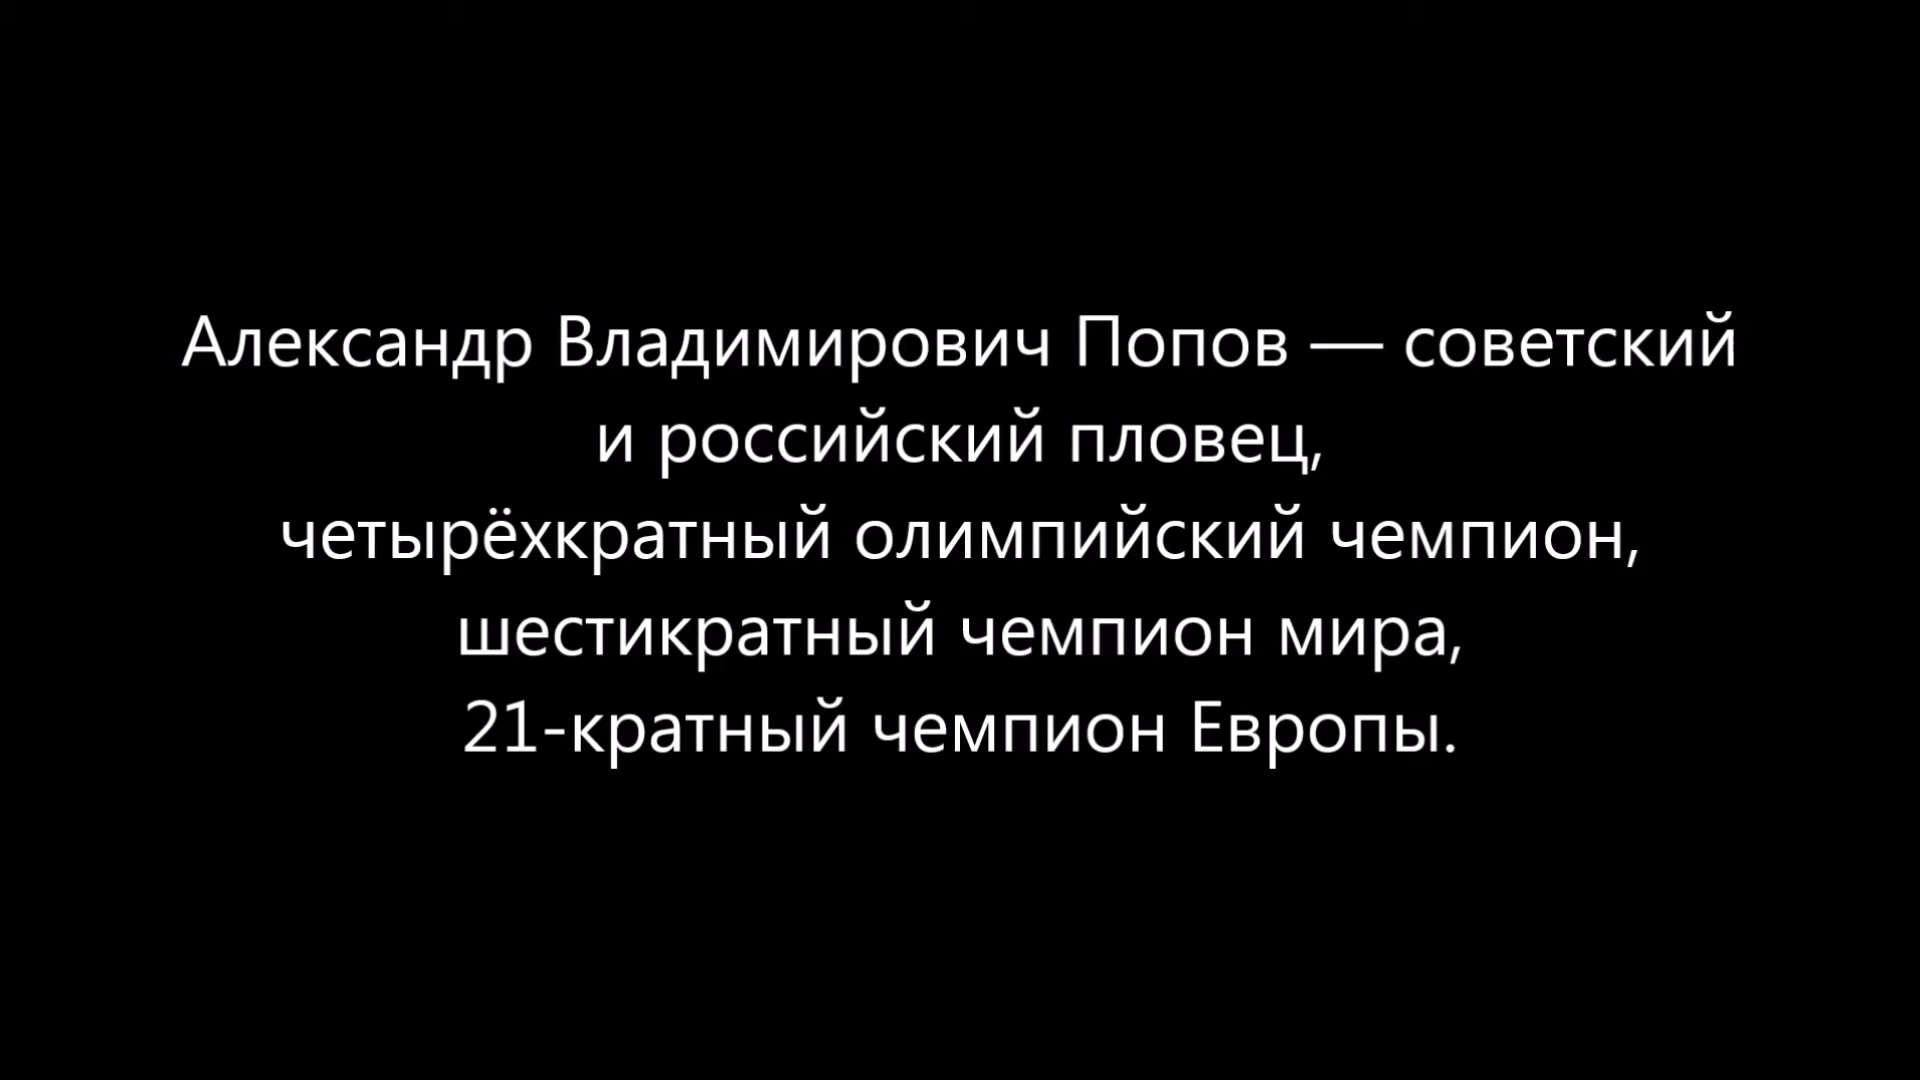 Александр Владимирович Попов — советский
и российский пловец,
четырёхкратный олимпийский чемпион,
шестикратный чемпион мира,
21-кратный чемпион Европы.